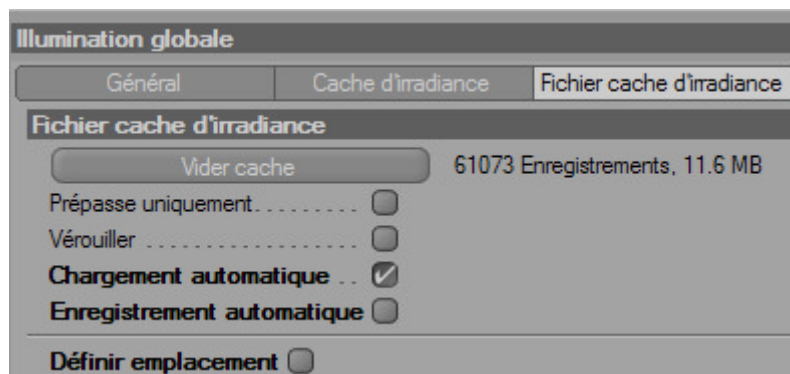 Illumination globale
Général Cache d'irradiance Fichier cache d'irradiance
Fichier cache d'irradiance
Vider cache 61073 Enregistrements, 11.6 MB
Prépasse uniquement..........
Vérouiller...................
Chargement automatique ..
Enregistrement automatique
Définir emplacement